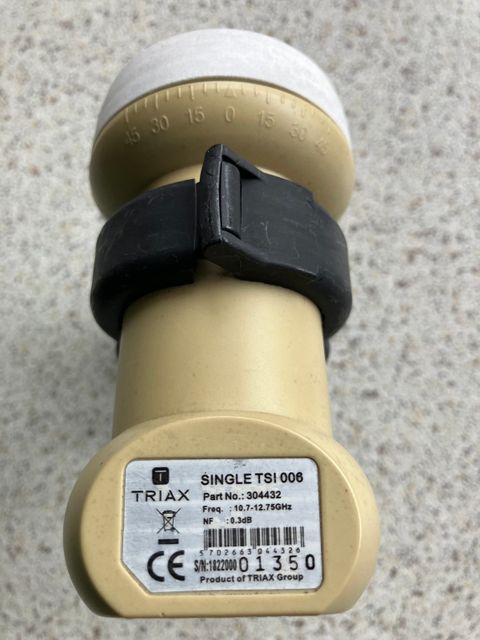 45 30 15 0 15 30 45
SINGLE TSI 006
TRIAX
Part No.: 304432
Freq. : 10.7-12.75GHz
NF : 0.3dB
5702663044326
CE
S/N:1822000 01350
Product of TRIAX Group